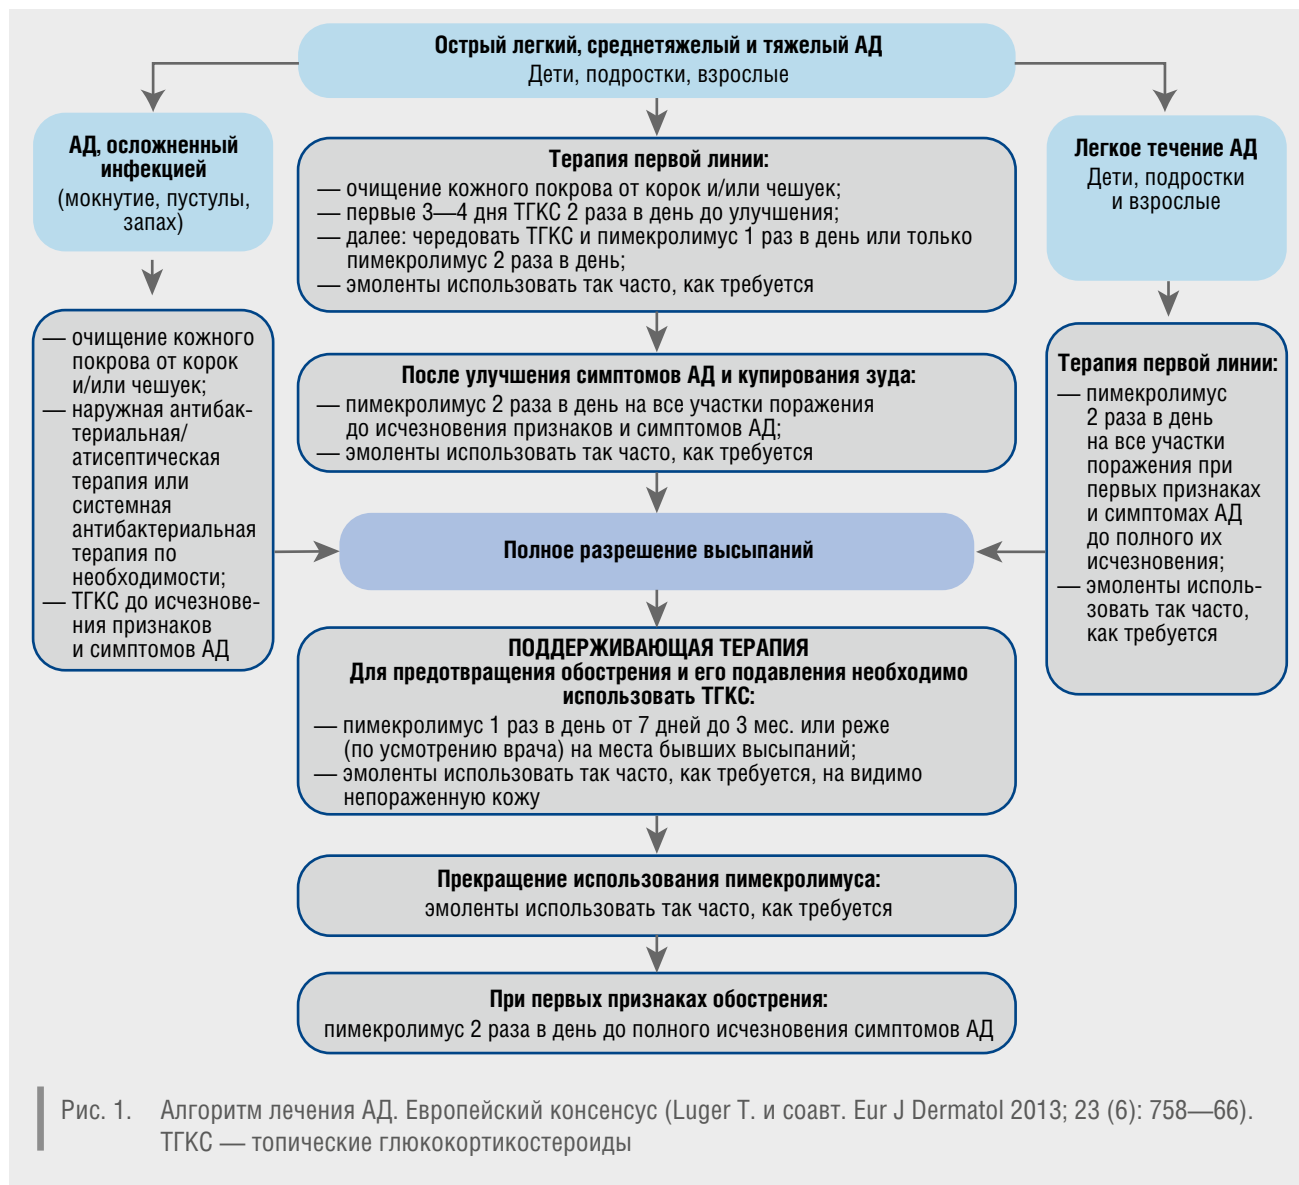 Острый легкий, среднетяжелый и тяжелый АД
Дети, подростки, взрослые
АД, осложненный
инфекцией
(мокнутие, пустулы,
запах)
— очищение кожного
покрова от корок
и/или чешуек;
— наружная антибак-
териальная/
атисептическая
терапия или
системная
антибактериальная
терапия по
необходимости;
— ТГКС до исчезнове-
ния признаков
и симптомов АД
Терапия первой линии:
— очищение кожного покрова от корок и/или чешуек;
— первые 3—4 дня ТГКС 2 раза в день до улучшения;
— далее: чередовать ТГКС и пимекролимус 1 раз в день или только
пимекролимус 2 раза в день;
— эмоленты использовать так часто, как требуется
После улучшения симптомов АД и купирования зуда:
— пимекролимус 2 раза в день на все участки поражения
до исчезновения признаков и симптомов АД;
— эмоленты использовать так часто, как требуется
Легкое течение АД
Дети, подростки
и взрослые
Терапия первой линии:
— пимекролимус
2 раза в день
на все участки
поражения при
первых признаках
и симптомах АД
до полного их
исчезновения;
— эмоленты исполь-
зовать так часто,
как требуется
Полное разрешение высыпаний
ПОДДЕРЖИВАЮЩАЯ ТЕРАПИЯ
Для предотвращения обострения и его подавления необходимо
использовать ТГКС:
— пимекролимус 1 раз в день от 7 дней до 3 мес. или реже
(по усмотрению врача) на места бывших высыпаний;
— эмоленты использовать так часто, как требуется, на видимо
непораженную кожу
Прекращение использования пимекролимуса:
эмоленты использовать так часто, как требуется
При первых признаках обострения:
пимекролимус 2 раза в день до полного исчезновения симптомов АД
Рис. 1. Алгоритм лечения АД. Европейский консенсус (Luger T. и соавт. Eur J Dermatol 2013; 23 (6): 758—66).
ТГКС — топические глюкокортикостероиды